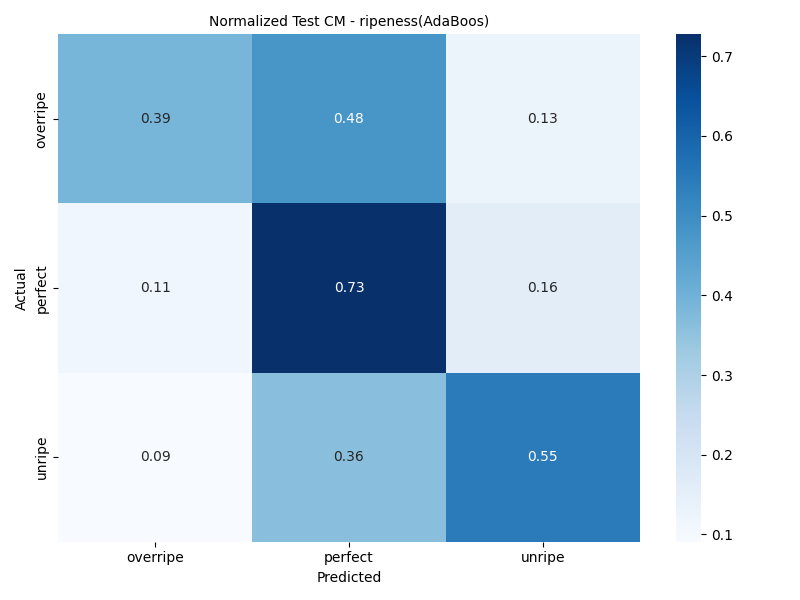 Normalized Test CM - ripeness(AdaBoos)
Actual
overripe
perfect
unripe
0.39 0.48 0.13
0.11 0.73 0.16
0.09 0.36 0.55
overripe perfect unripe
Predicted
0.7
0.6
0.5
0.4
0.3
0.2
0.1